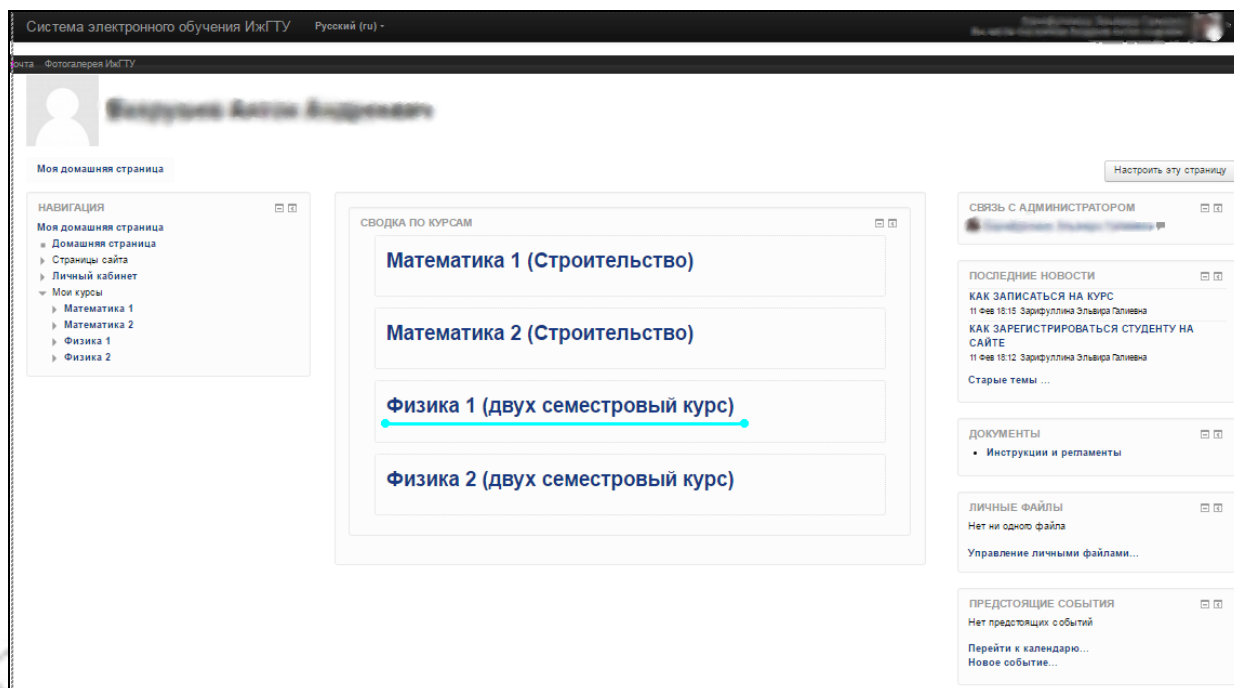 Система электронного обучения ИжГТУ Русский (ru)
Фотогалерея ИжГТУ
Моя домашняя страница
Настроить эту страницу
НАВИГАЦИЯ
Моя домашняя страница
Домашняя страница
Страницы сайта
Личный кабинет
Мои курсы
Математика 1
Математика 2
Физика 1
Физика 2
СВОДКА ПО КУРСАМ
Математика 1 (Строительство)
Математика 2 (Строительство)
Физика 1 (двух семестровый курс)
Физика 2 (двух семестровый курс)
СВЯЗЬ С АДМИНИСТРАТОРОМ
ПОСЛЕДНИЕ НОВОСТИ
КАК ЗАПИСАТЬСЯ НА КУРС
11 Фев 18:15 Зарифуллина Эльвира Галиевна
КАК ЗАРЕГИСТРИРОВАТЬСЯ СТУДЕНТУ НА
САЙТЕ
11 Фев 18:12 Зарифуллина Эльвира Галиевна
Старые темы ...
ДОКУМЕНТЫ
Инструкции и регламенты
ЛИЧНЫЕ ФАЙЛЫ
Нет ни одного файла
Управление личными файлами...
ПРЕДСТОЯЩИЕ СОБЫТИЯ
Нет предстоящих событий
Перейти к календарю...
Новое событие...